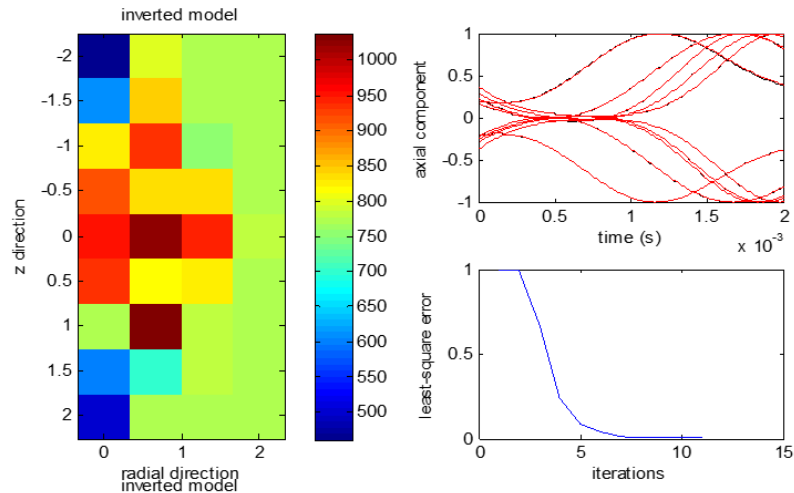 inverted model
-2
-1.5
-1
-0.5
0
0.5
1
1.5
2
z direction
0 1 2
radial direction
inverted model
1000
950
900
850
800
750
700
650
600
550
500
1
0.5
0
-0.5
-1
axial component
0 0.5 1 1.5 2
time (s)
x 10^-3
1
0.5
0
least-square error
0 5 10 15
iterations